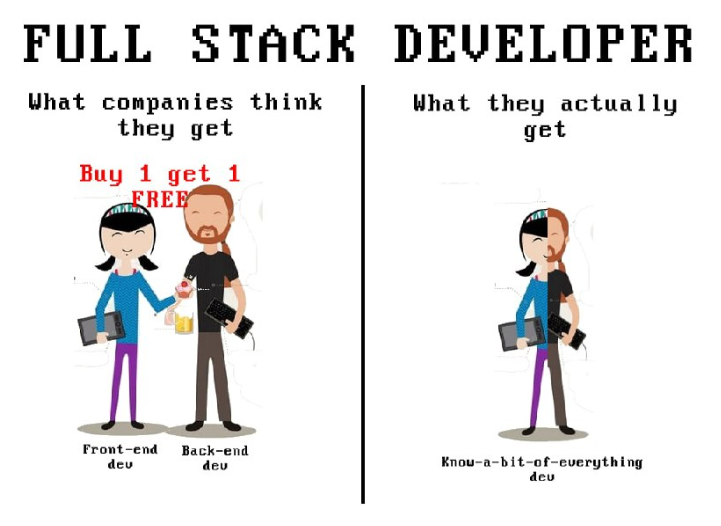 FULL STACK DEVELOPER
What companies think
they get
Buy 1 get 1
FREE
Front-end
dev
Back-end
dev
What they actually
get
Know-a-bit-of-everything
dev